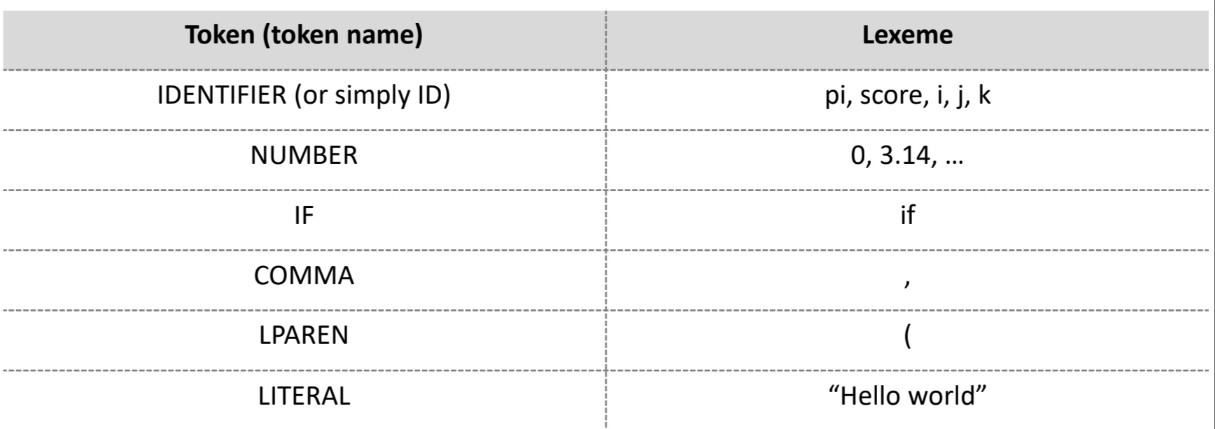 Token (token name) Lexeme
IDENTIFIER (or simply ID) pi, score, i, j, k
NUMBER 0, 3.14, …
IF if
COMMA ,
LPAREN (
LITERAL “Hello world”